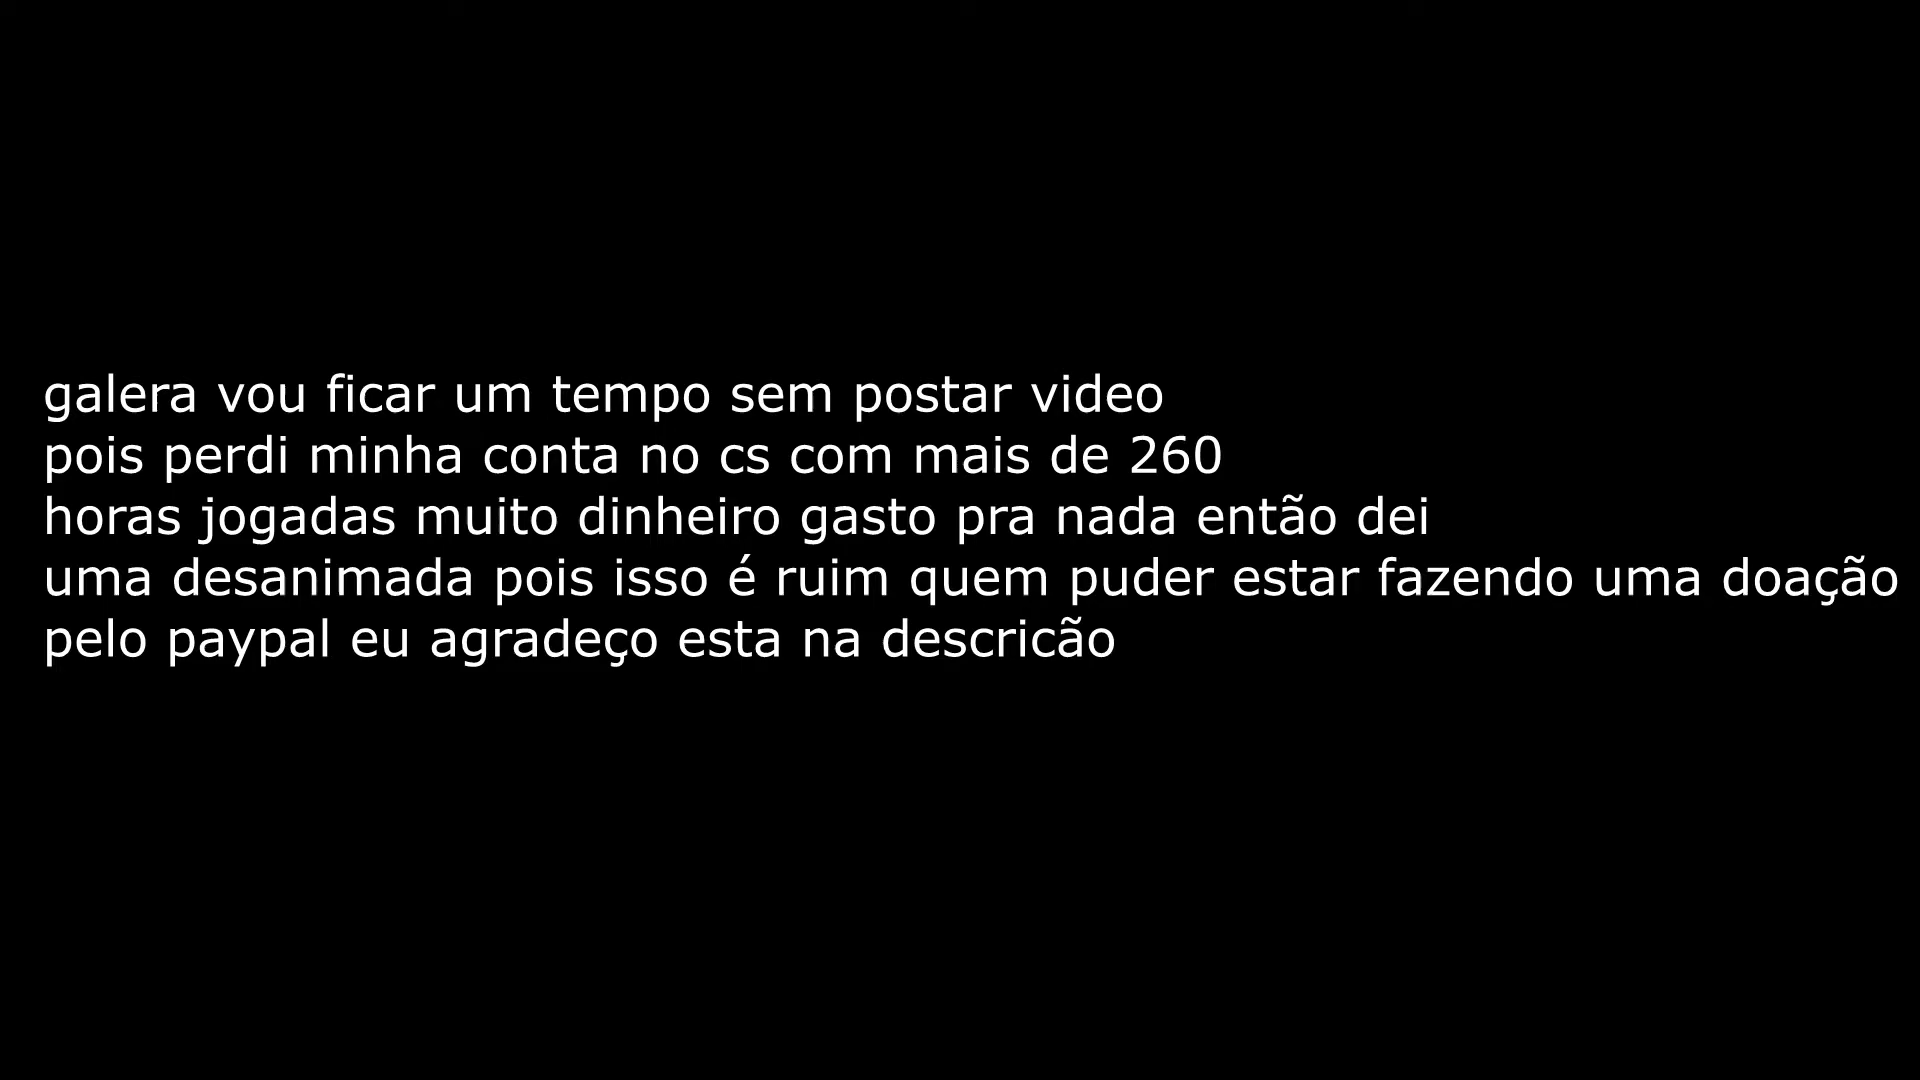 galera vou ficar um tempo sem postar video
pois perdi minha conta no cs com mais de 260
horas jogadas muito dinheiro gasto pra nada então dei
uma desanimada pois isso é ruim quem puder estar fazendo uma doação
pelo paypal eu agradeço esta na descricão